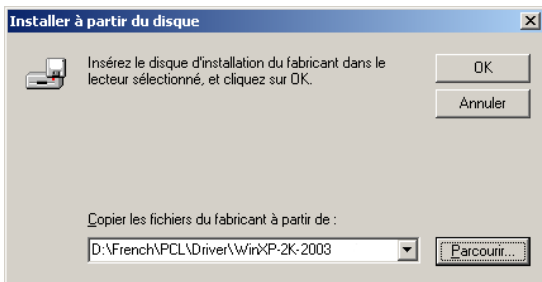 Installer à partir du disque
Insérez le disque d'installation du fabricant dans le
lecteur sélectionné, et cliquez sur OK.
OK
Annuler
Copier les fichiers du fabricant à partir de :
D:\French\PCL\Driver\WinXP-2K-2003
Parcourir...